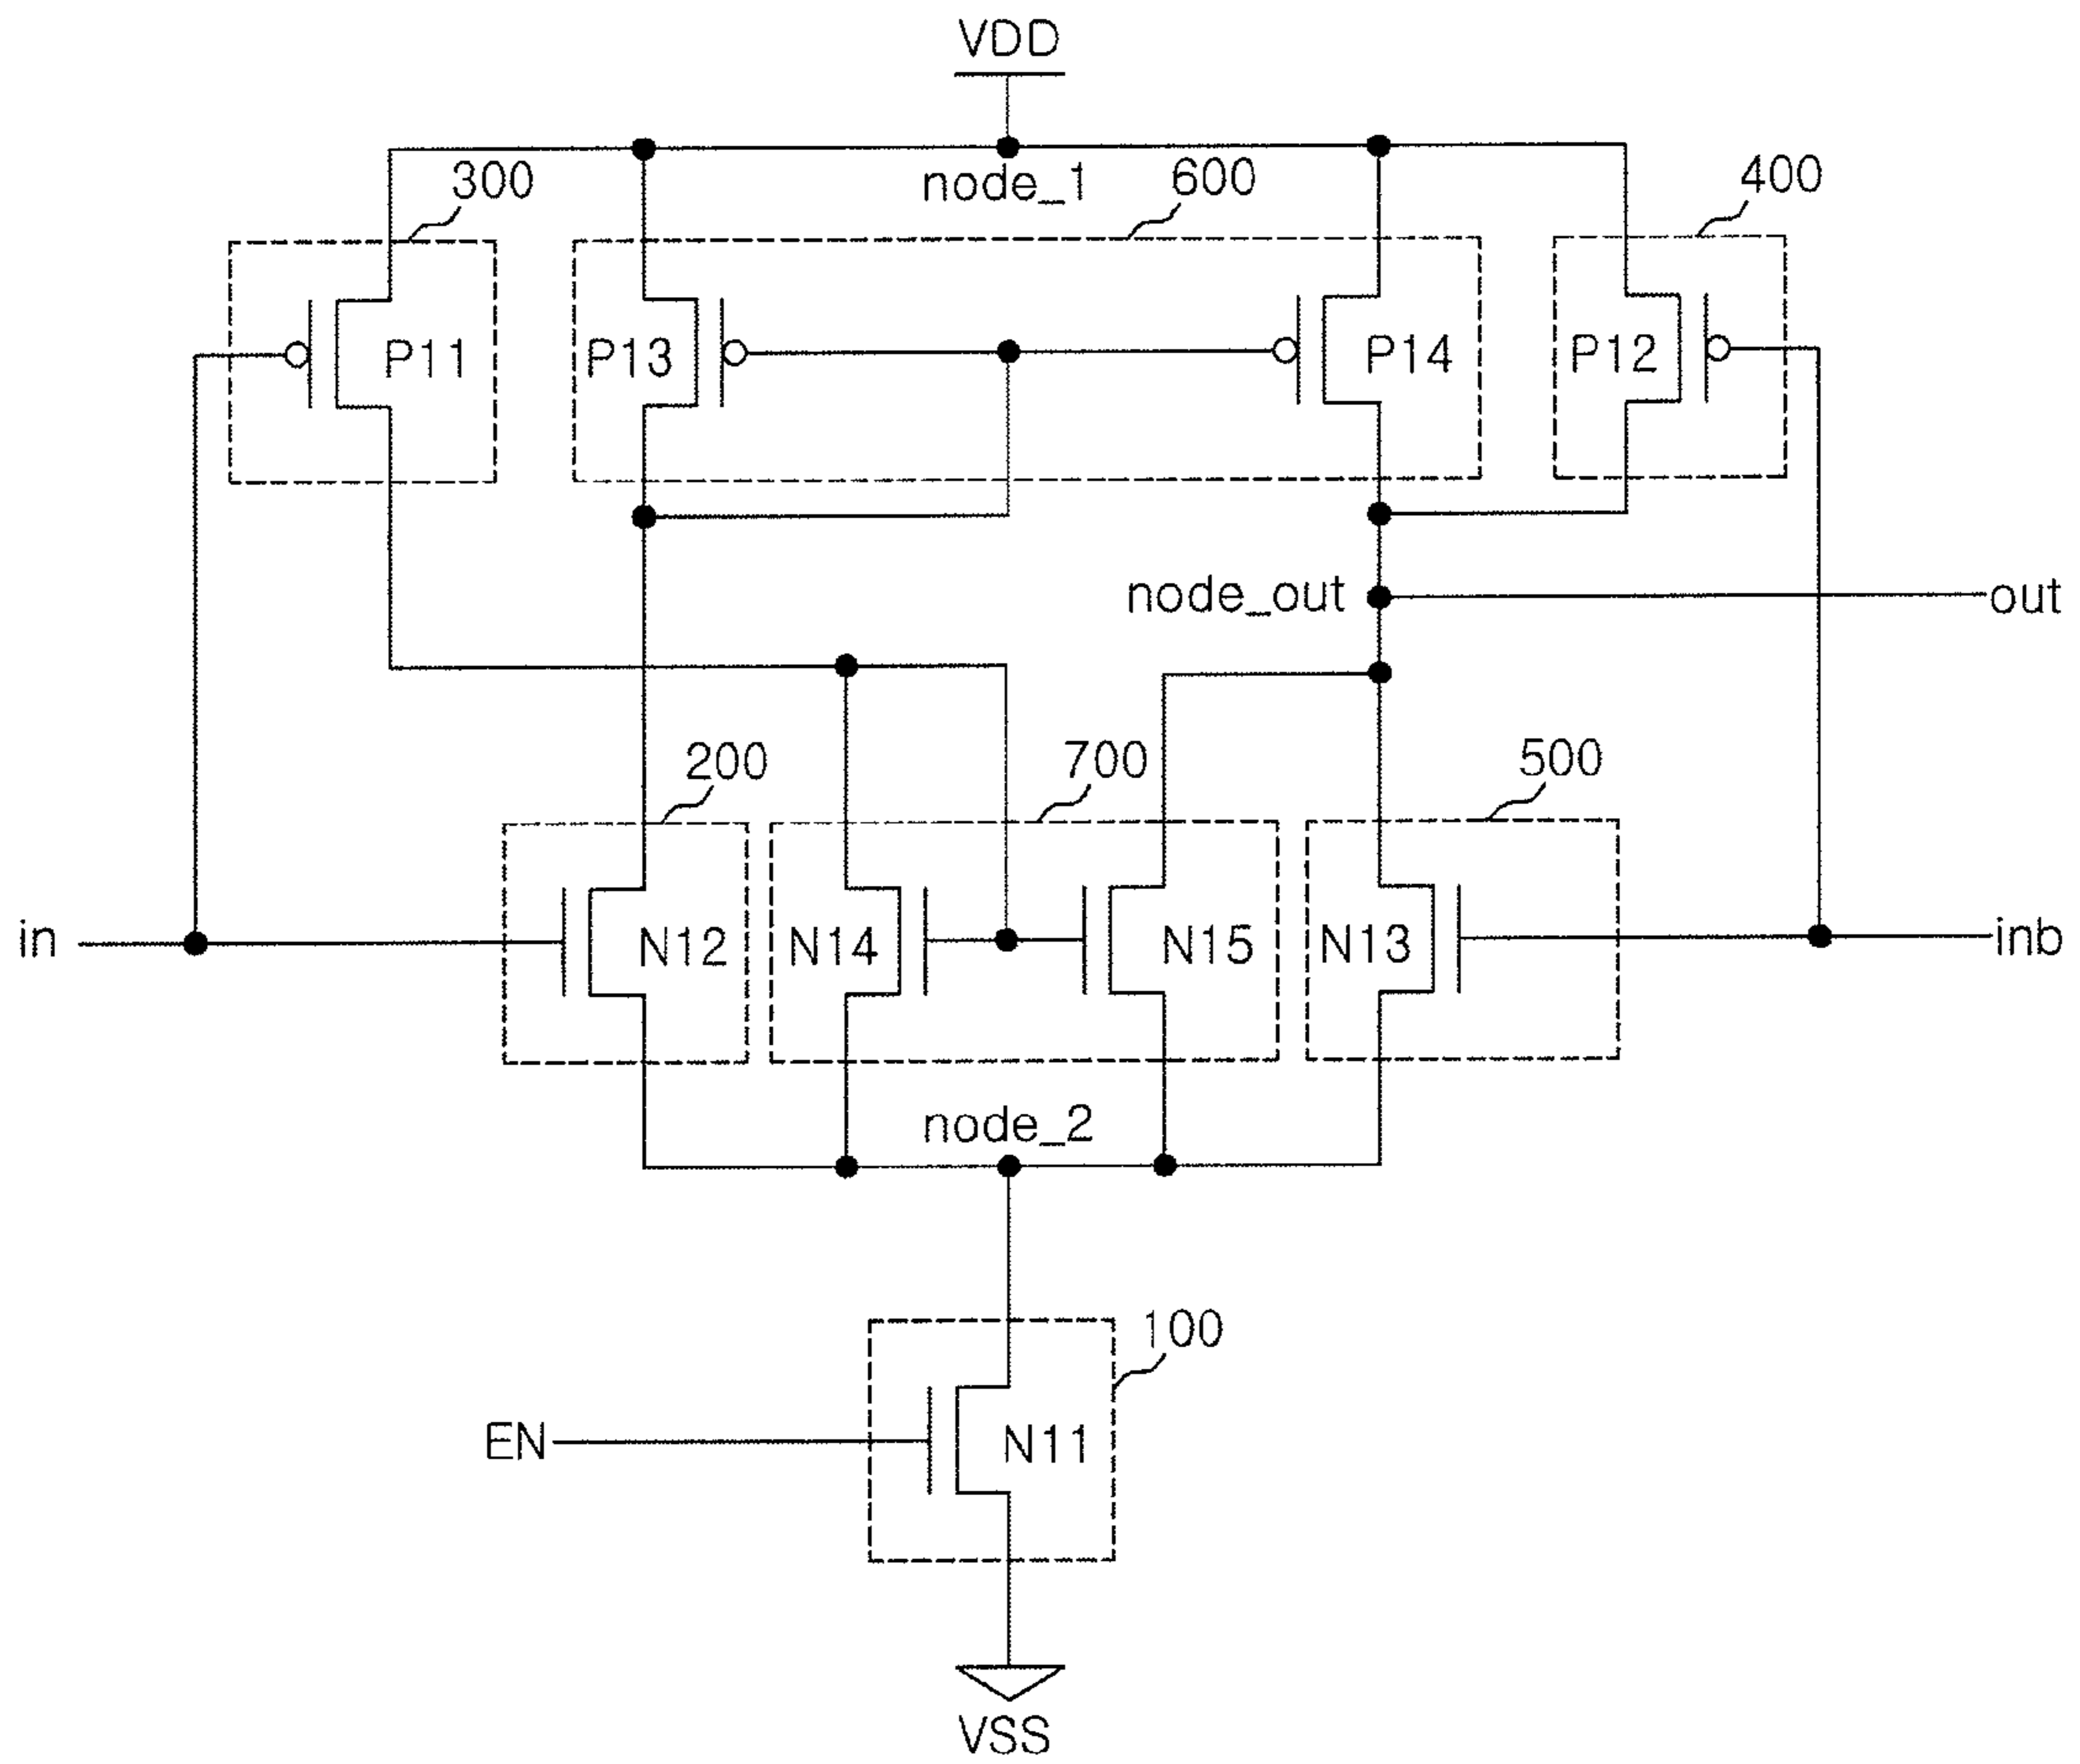 VDD
node_1
300
600
400
P11
P13
P14
P12
node_out
out
200
700
500
in
N12
N14
N15
N13
inb
node_2
100
EN
N11
VSS